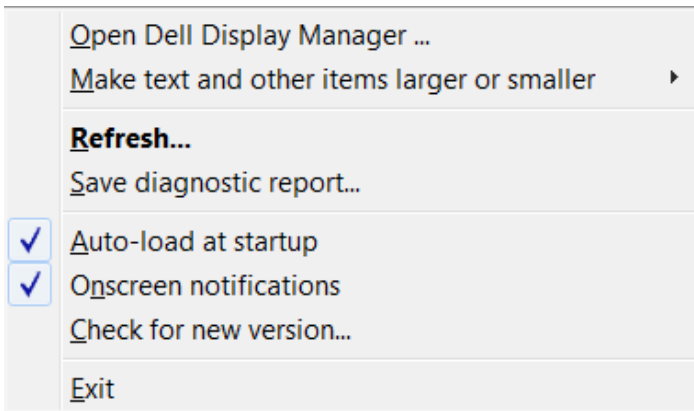 Open Dell Display Manager ...
Make text and other items larger or smaller
Refresh...
Save diagnostic report...
Auto-load at startup
Onscreen notifications
Check for new version...
Exit